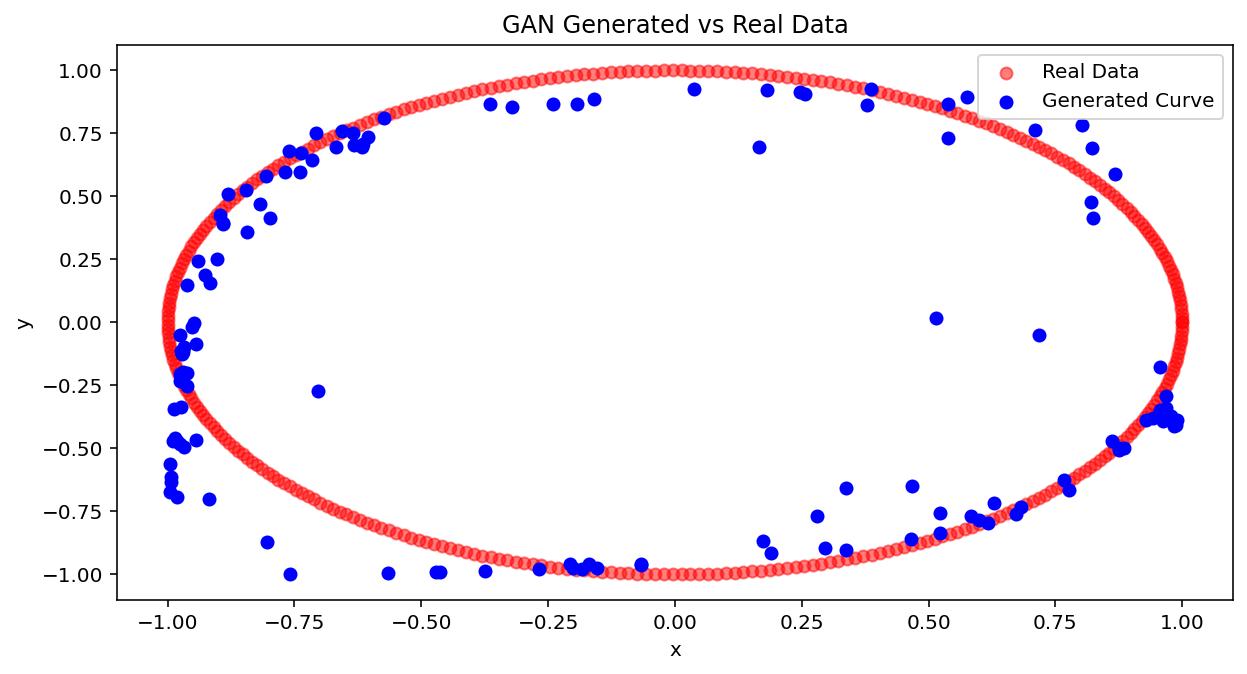 GAN Generated vs Real Data
Real Data
Generated Curve
1.00
0.75
0.50
0.25
0.00
−0.25
−0.50
−0.75
−1.00
y
−1.00 −0.75 −0.50 −0.25 0.00 0.25 0.50 0.75 1.00
x